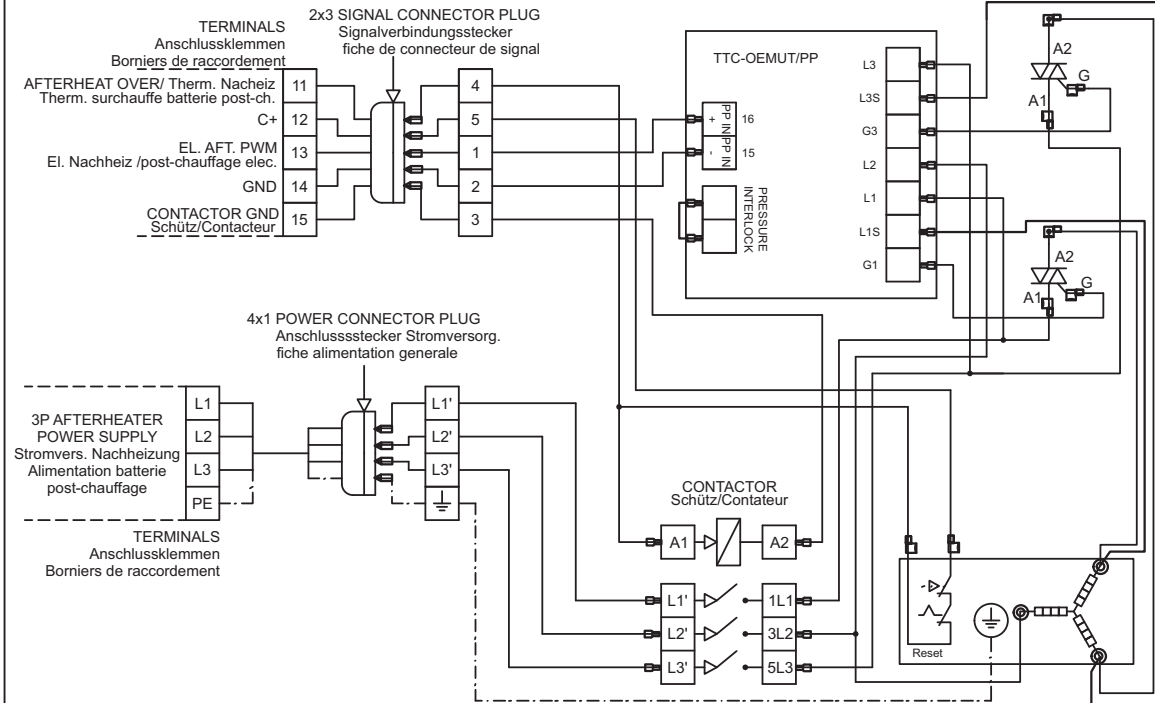 TERMINALS
Anschlussklemmen
Borniers de raccordement
2x3 SIGNAL CONNECTOR PLUG
Signalverbindungsstecker
fiche de connecteur de signal
AFTERHEAT OVER/ Therm. Nacheiz
Therm. surchauffe batterie post-ch.
C+
EL. AFT. PWM
El. Nachheiz /post-chauffage elec.
GND
CONTACTOR GND
Schütz/Contacteur
11
12
13
14
15
4
5
1
2
3
TTC-OEMUT/PP
+ PP IN 16
- PP IN 15
PRESSURE
INTERLOCK
L3
L3S
G3
L2
L1
L1S
G1
A2
G
A1
A2
G
A1
4x1 POWER CONNECTOR PLUG
Anschlusssstecker Stromversorg.
fiche alimentation generale
3P AFTERHEATER
POWER SUPPLY
Stromvers. Nachheizung
Alimentation batterie
post-chauffage
L1
L2
L3
PE
L1'
L2'
L3'
TERMINALS
Anschlussklemmen
Borniers de raccordement
CONTACTOR
Schütz/Contateur
A1 A2
L1' 1L1
L2' 3L2
L3' 5L3
Reset